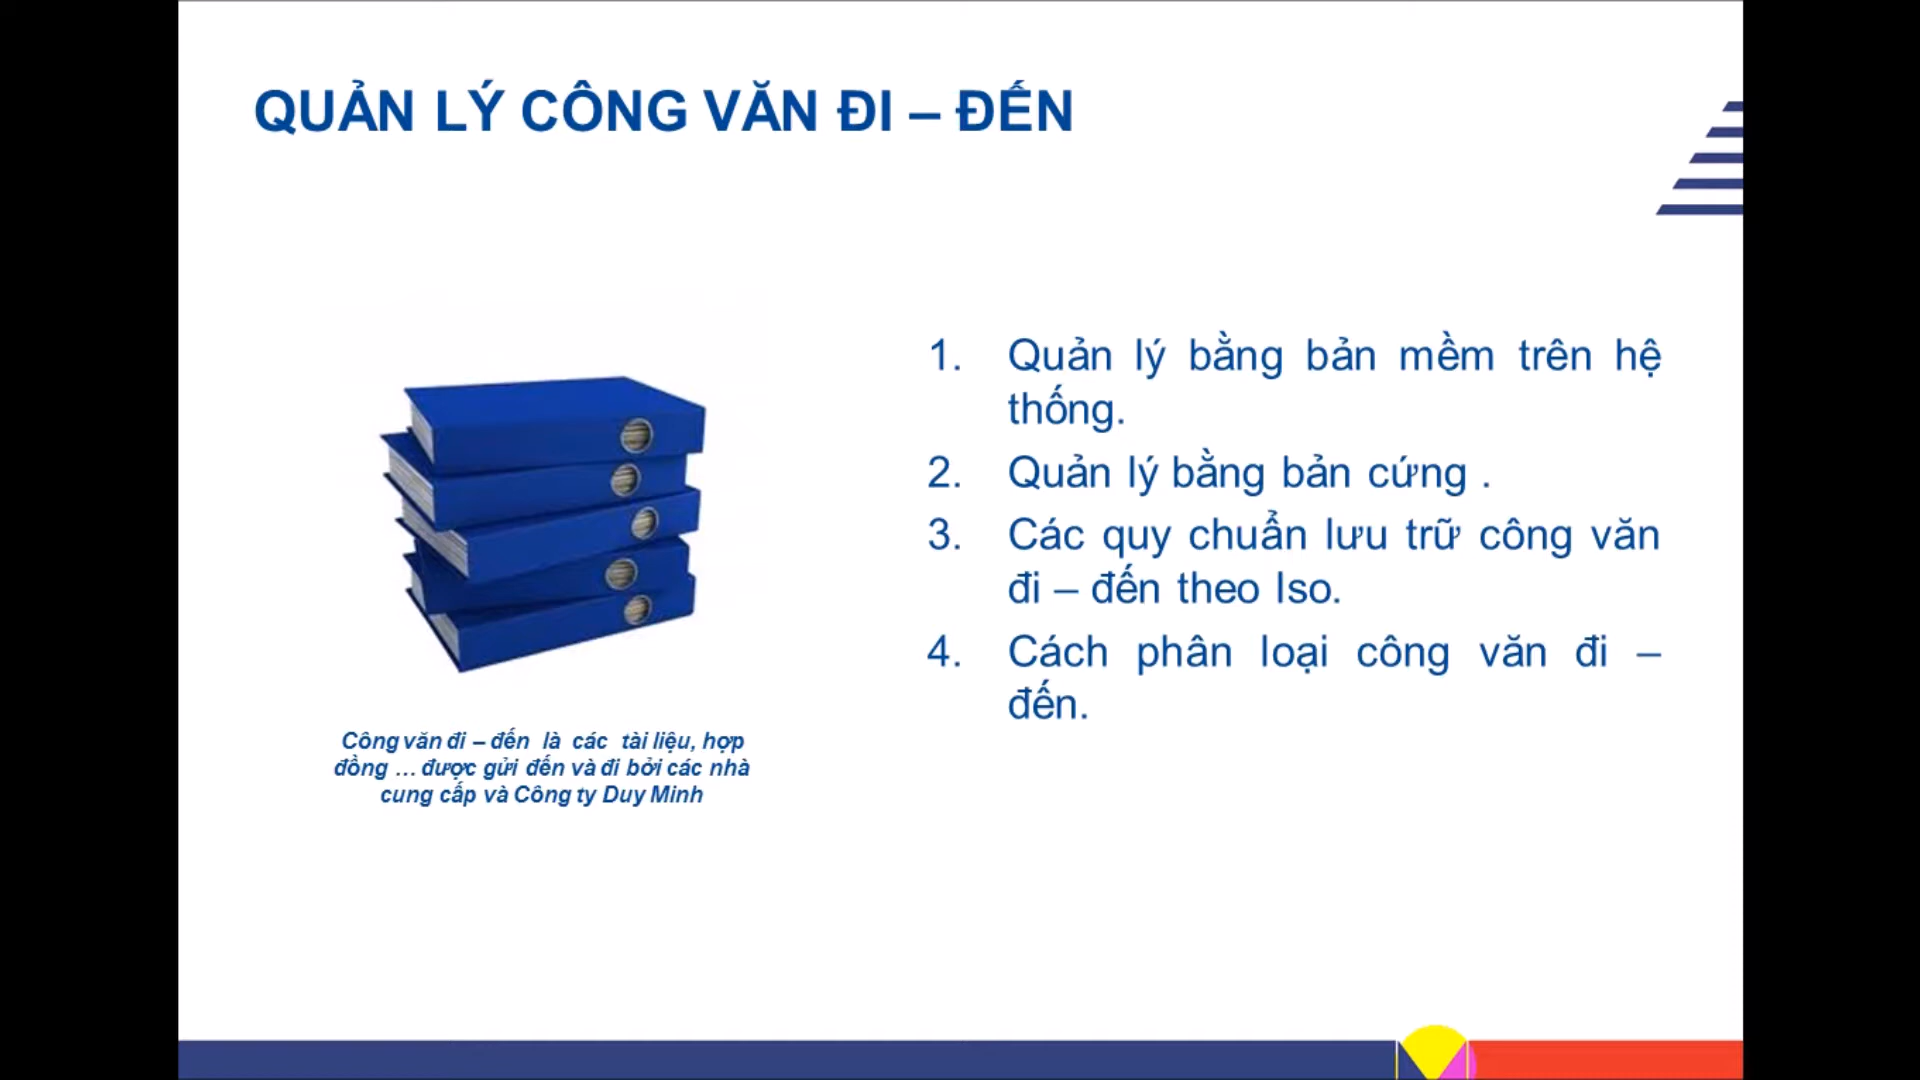 QUẢN LÝ CÔNG VĂN ĐI – ĐẾN
1. Quản lý bằng bản mềm trên hệ
thống.
2. Quản lý bằng bản cứng .
3. Các quy chuẩn lưu trữ công văn
đi – đến theo Iso.
4. Cách phân loại công văn đi –
đến.
Công văn đi – đến là các tài liệu, hợp
đồng ... được gửi đến và đi bởi các nhà
cung cấp và Công ty Duy Minh